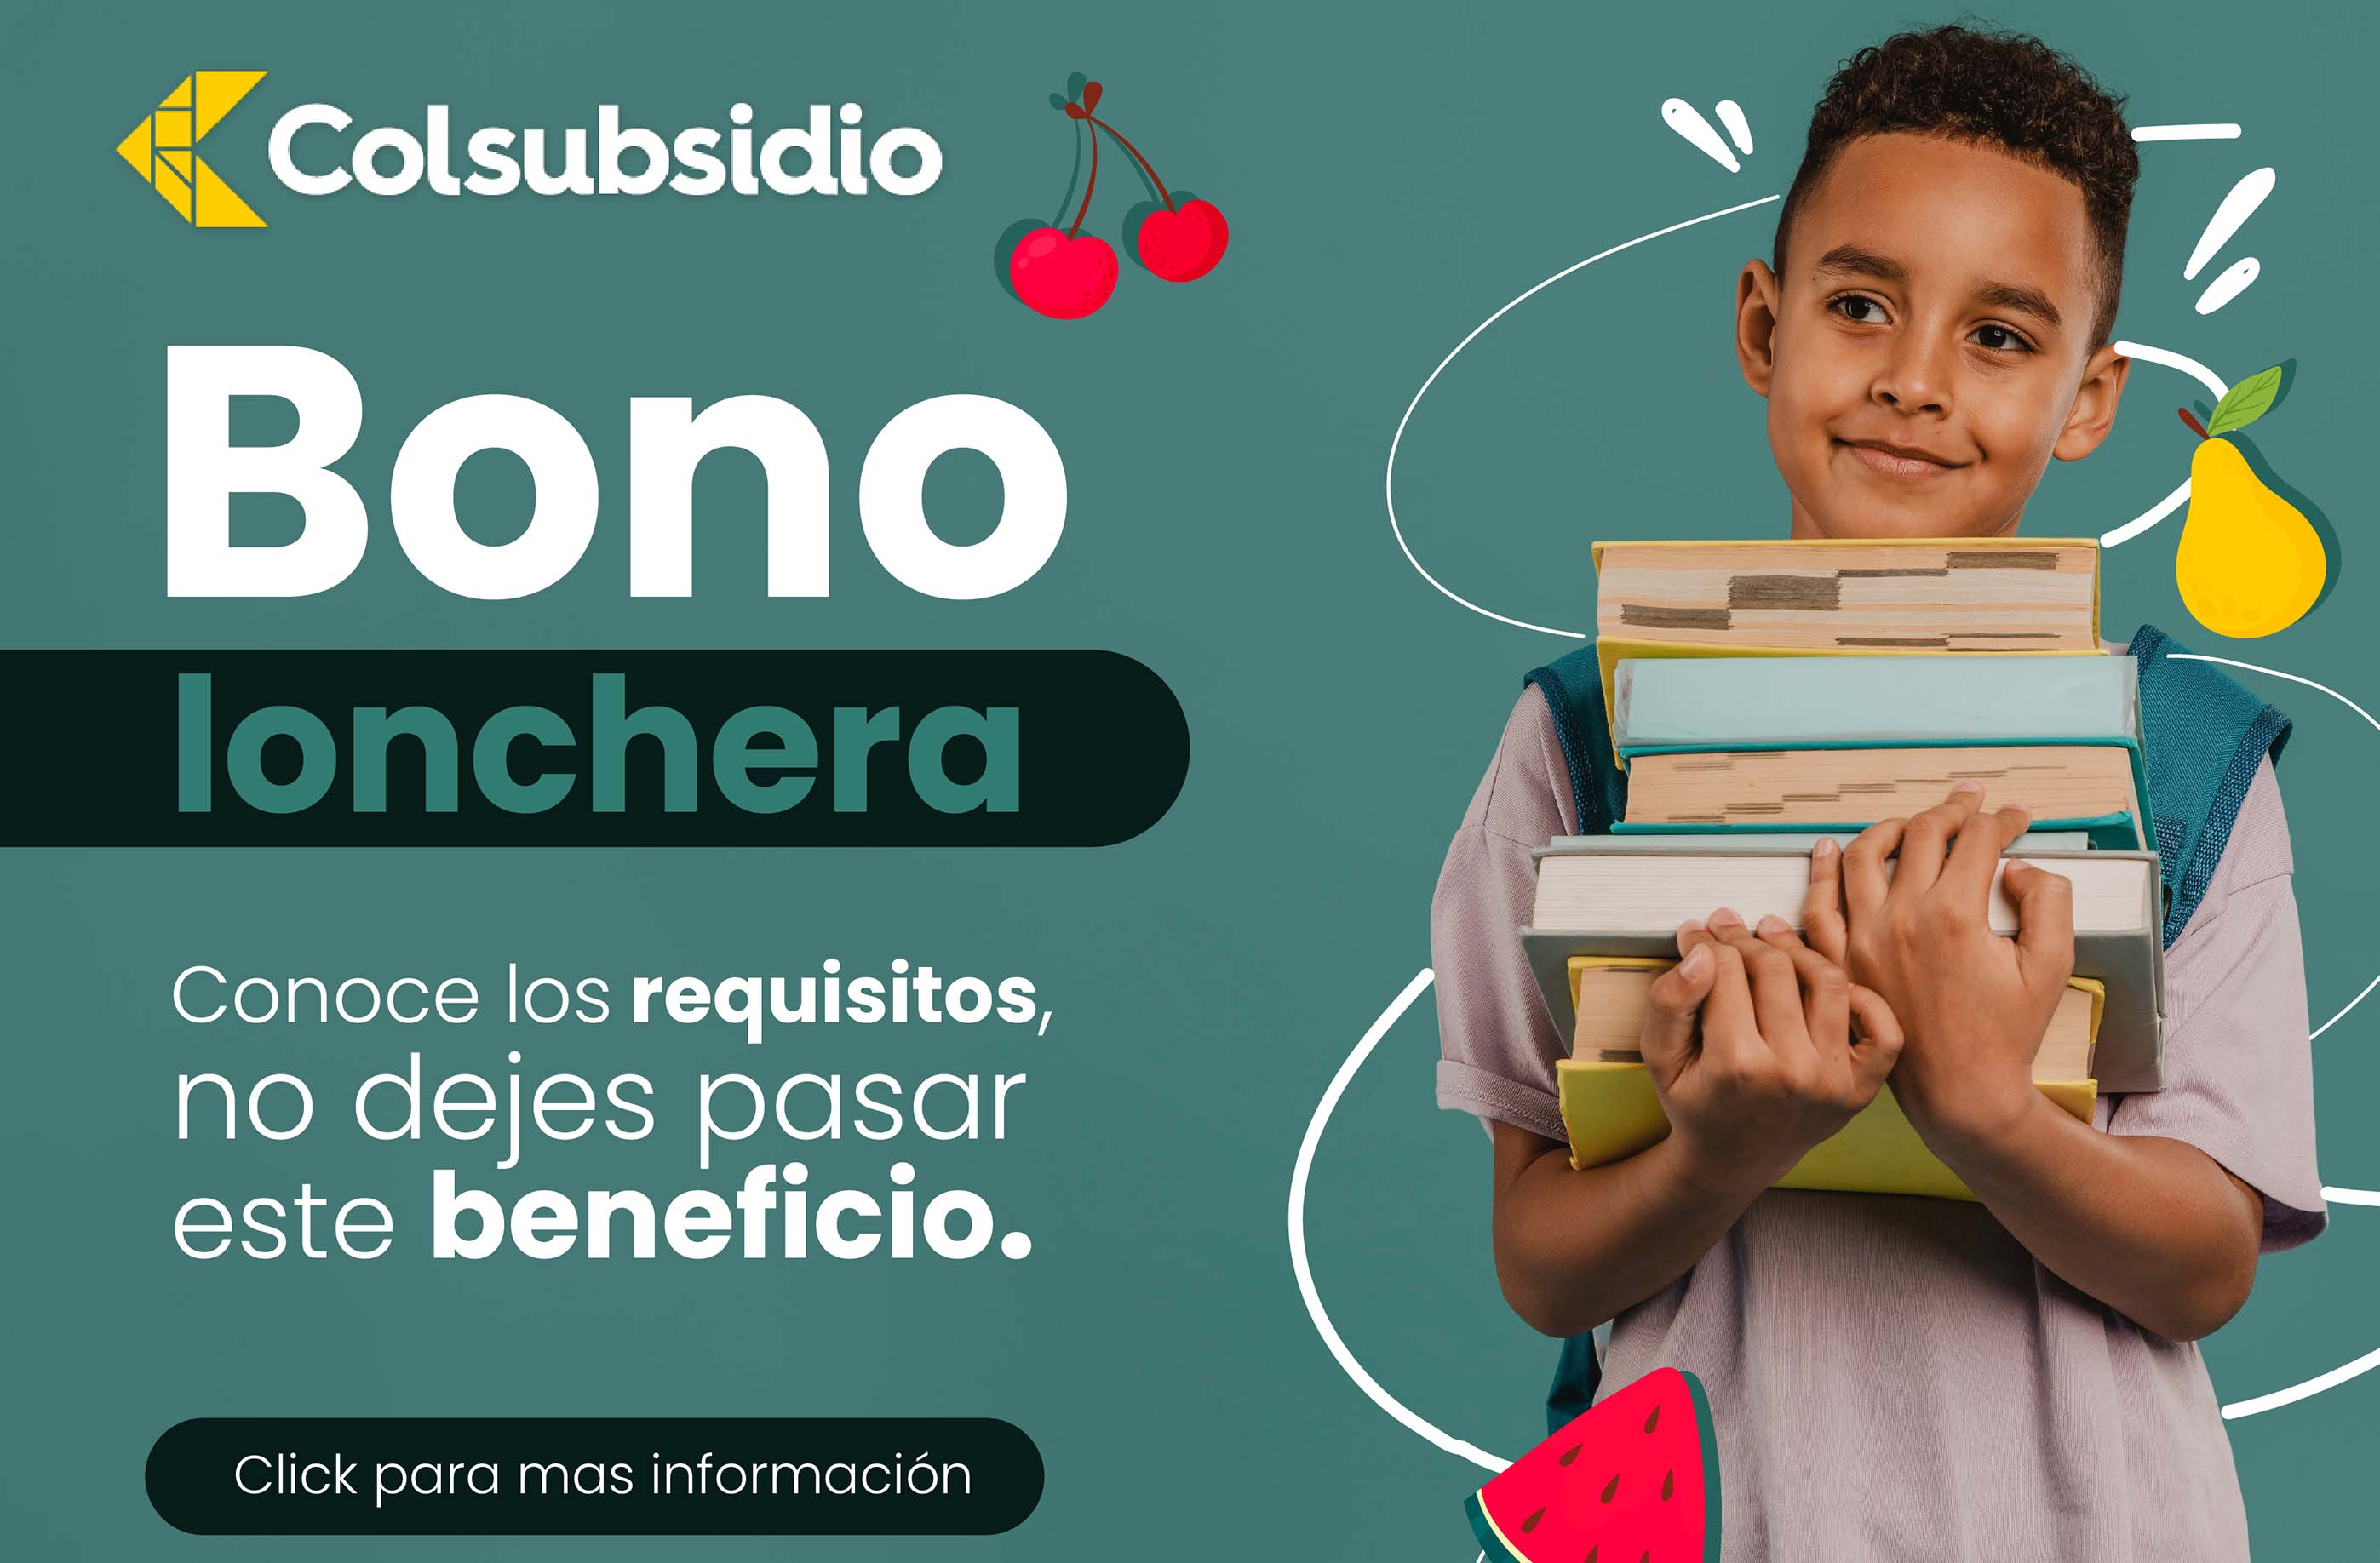 Colsubsidio
Bono
lonchera
Conoce los requisitos,
no dejes pasar
este beneficio.
Click para mas información